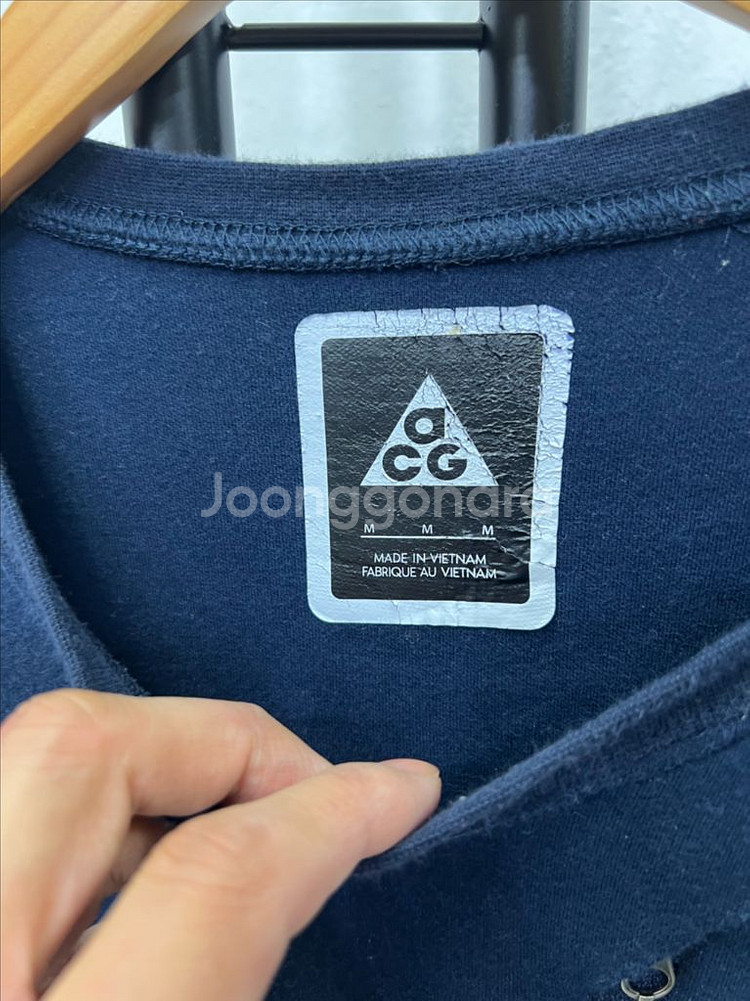 a
CG
Joonggonara
M M M
MADE IN VIETNAM
FABRIQUE AU VIETNAM